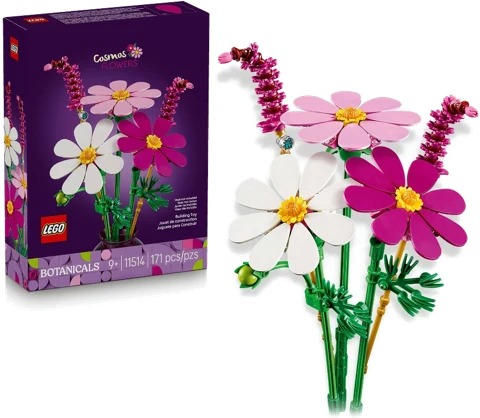 LEGO
Cosmos
FLOWERS
Building Toy
Jouet de construction
Juguete para Construir
LEGO
BOTANICALS 9+ 11514 171 pcs/pzs